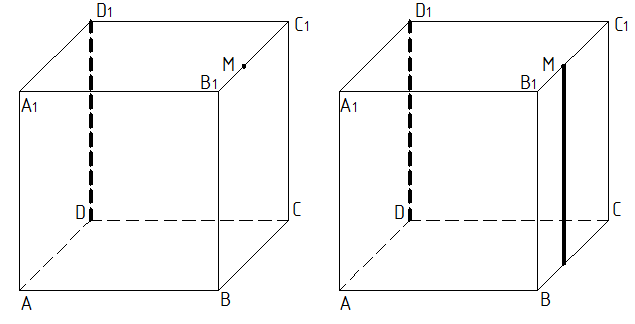 D1 D1
C1 C1
M M
B1 B1
A1 A1
D C D C
A B A B